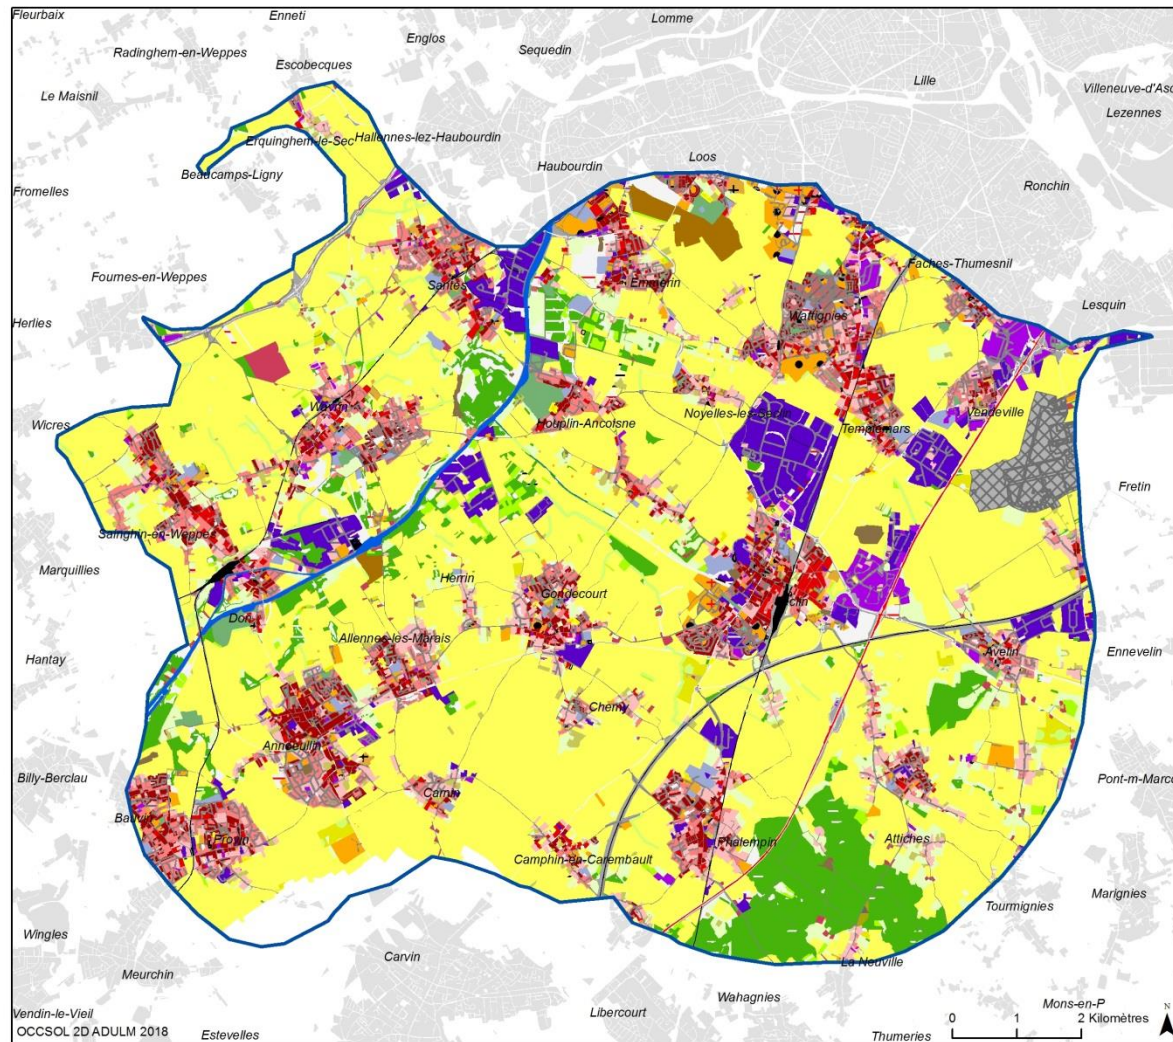 Fleurbaix
Enneti
Lomme
Radinghem-en-Weppes
Englos
Sequedin
Escobecques
Lille
Le Maisnil
Villeneuve-d'Asc
Lezennes
Erquinghem-le-Sec
Hallennes-lez-Haubourdin
Haubourdin
Loos
Beaucamps-Ligny
Ronchin
Fromelles
Faches-Thumesnil
Fournes-en-Weppes
Santes
Emmerin
Lesquin
Wattignies
Herlies
Wavrin
Noyelles-lès-Seclin
Vendeville
Wicres
Houplin-Ancoisne
Templemars
Fretin
Sainghin-en-Weppes
Marquillies
Herrin
Gondecourt
Don
Allennes-les-Marais
Avelin
Ennevelin
Hantay
Chemy
Annoeullin
Billy-Berclau
Pont-m-Marcq
Carnin
Bauvin
Provin
Phalempin
Attiches
Camphin-en-Carembault
Marignies
Tourmignies
Wingles
Carvin
Meurchin
La Neuville
Wahagnies
Mons-en-P
Libercourt
Vendin-le-Vieil
N
OCCSOL 2D ADULM 2018
0 1 2 Kilomètres
Estevelles
Thumeries